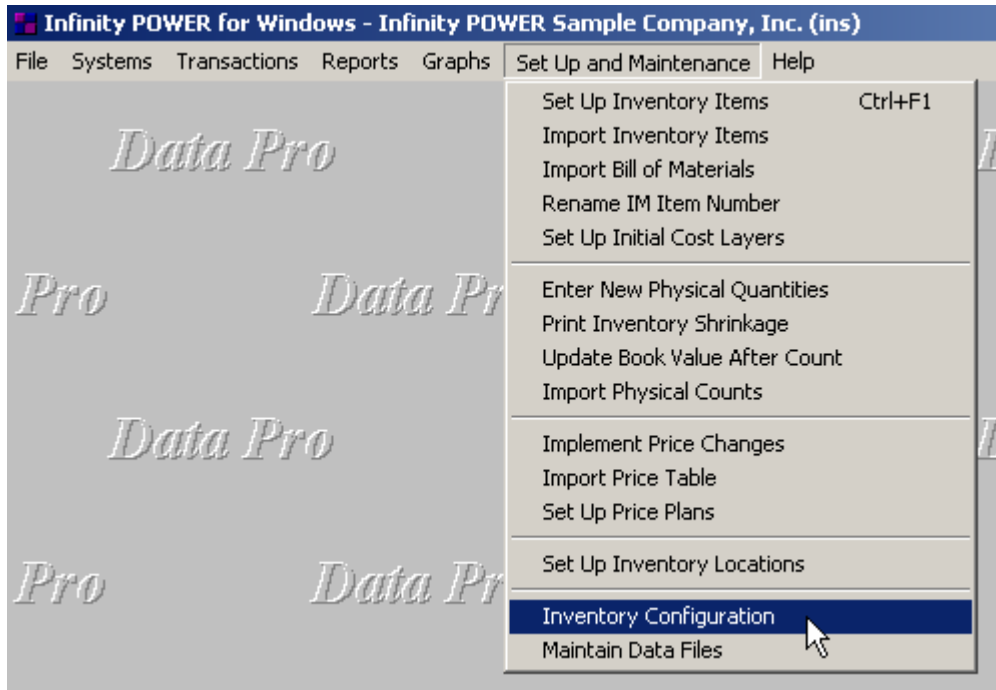 Infinity POWER for Windows - Infinity POWER Sample Company, Inc. (ins)
File Systems Transactions Reports Graphs Set Up and Maintenance Help
Set Up Inventory Items Ctrl+F1
Import Inventory Items
Data Pro
Import Bill of Materials
Rename IM Item Number
Set Up Initial Cost Layers
Pro Data Pr
Enter New Physical Quantities
Print Inventory Shrinkage
Update Book Value After Count
Import Physical Counts
Data Pro
Implement Price Changes
Import Price Table
Set Up Price Plans
Set Up Inventory Locations
Pro Data Pr
Inventory Configuration
Maintain Data Files